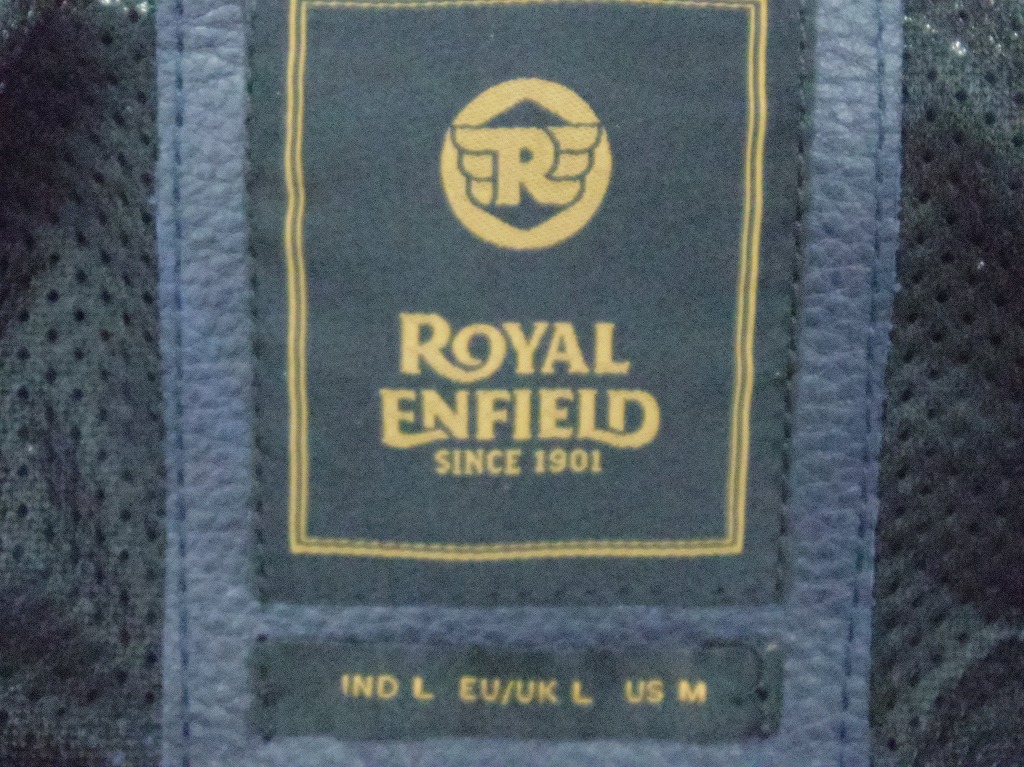 R
ROYAL
ENFIELD
SINCE 1901
IND L EU/UK L US M